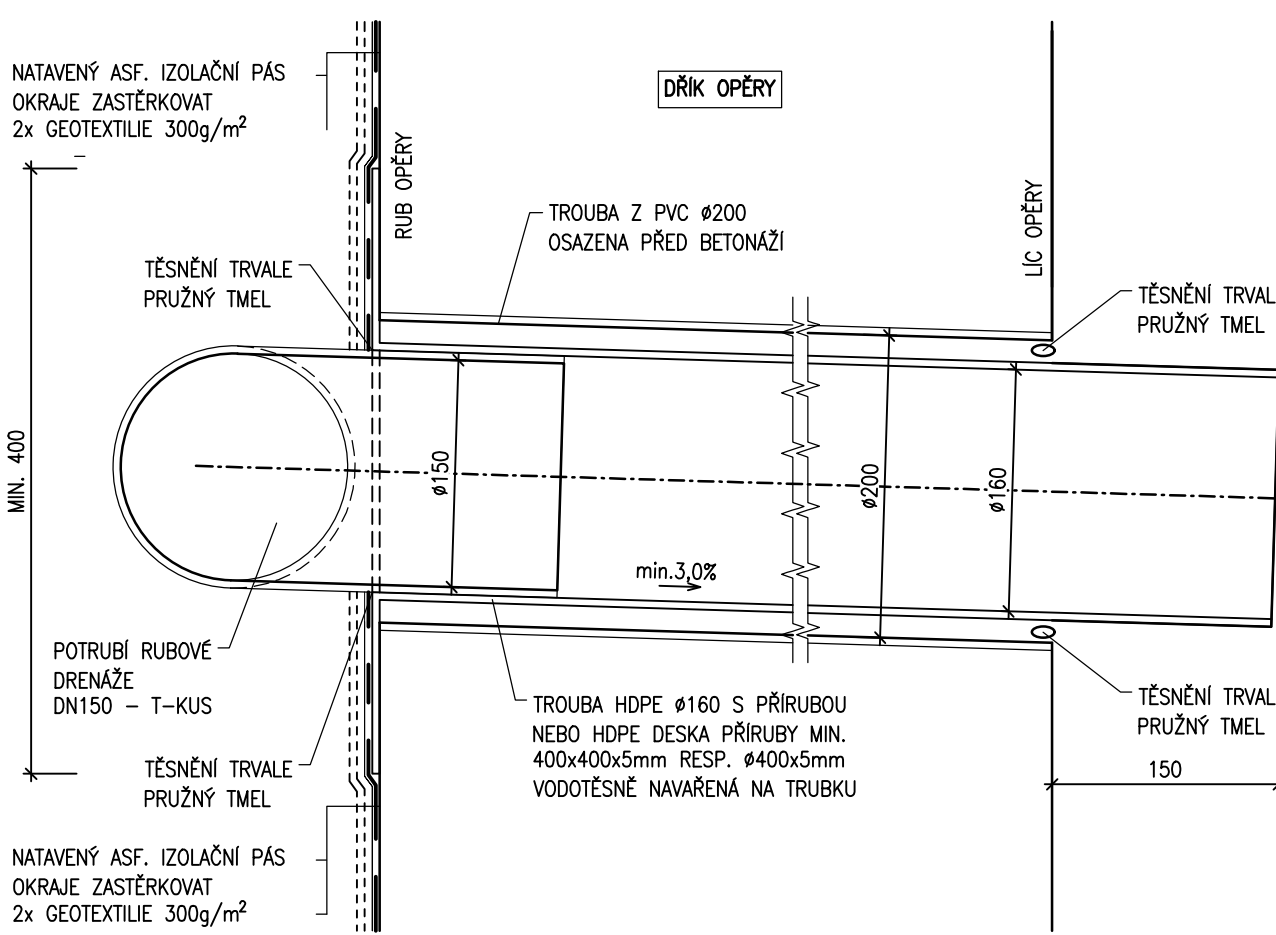 NATAVENÝ ASF. IZOLAČNÍ PÁS
OKRAJE ZASTĚRKOVAT
2x GEOTEXTILIE 300g/m²
DŘÍK OPĚRY
RUB OPĚRY
LÍC OPĚRY
TROUBA Z PVC ø200
OSAZENA PŘED BETONÁŽÍ
TĚSNĚNÍ TRVALE
PRUŽNÝ TMEL
TĚSNĚNÍ TRVAL
PRUŽNÝ TMEL
MIN. 400
ø150
ø200
ø160
min.3,0%
POTRUBÍ RUBOVÉ
DRENÁŽE
DN150 – T-KUS
TROUBA HDPE ø160 S PŘÍRUBOU
NEBO HDPE DESKA PŘÍRUBY MIN.
400x400x5mm RESP. ø400x5mm
VODOTĚSNĚ NAVAŘENÁ NA TRUBKU
TĚSNĚNÍ TRVAL
PRUŽNÝ TMEL
150
TĚSNĚNÍ TRVALE
PRUŽNÝ TMEL
NATAVENÝ ASF. IZOLAČNÍ PÁS
OKRAJE ZASTĚRKOVAT
2x GEOTEXTILIE 300g/m²